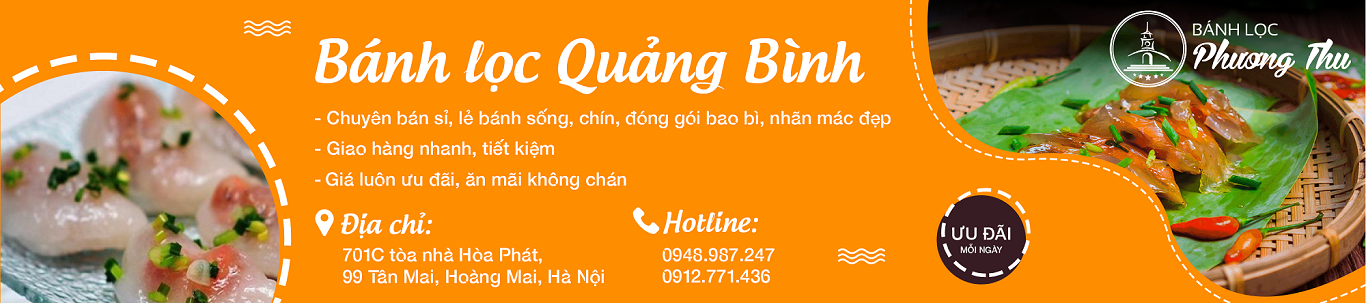 Bánh lọc Quảng Bình
- Chuyên bán sỉ, lẻ bánh sống, chín, đóng gói bao bì, nhãn mác đẹp
- Giao hàng nhanh, tiết kiệm
- Giá luôn ưu đãi, ăn mãi không chán
Địa chỉ:
701C tòa nhà Hòa Phát,
99 Tân Mai, Hoàng Mai, Hà Nội
Hotline:
0948.987.247
0912.771.436
ƯU ĐÃI
MỖI NGÀY
BÁNH LỌC
Phương Thu